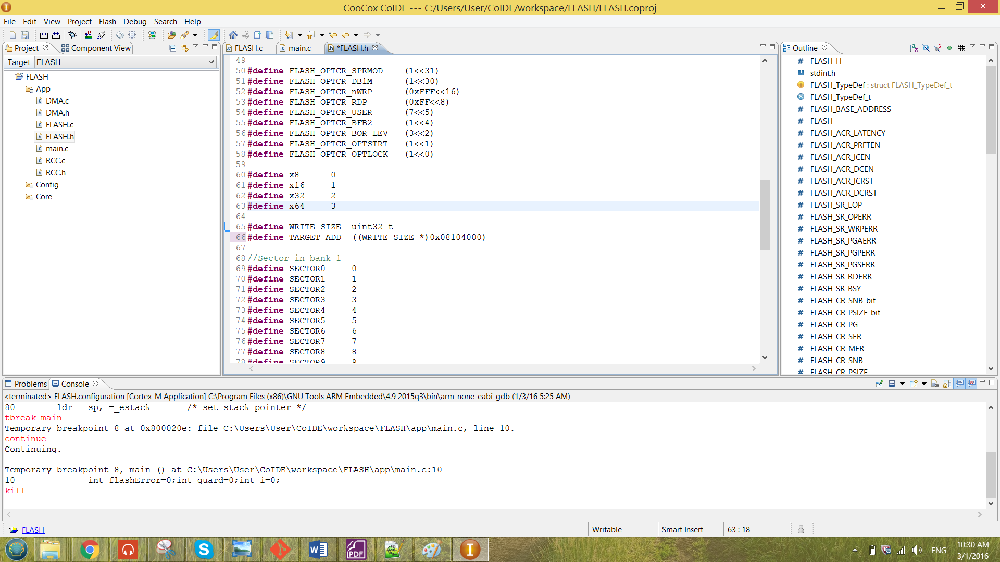 CooCox CoIDE --- C:/Users/User/CoIDE/workspace/FLASH/FLASH.coproj
File Edit View Project Flash Debug Search Help
Project
Component View
Target FLASH
FLASH
App
DMA.c
DMA.h
FLASH.c
FLASH.h
main.c
RCC.c
RCC.h
Config
Core
FLASH.c
main.c
*FLASH.h
49
50 #define FLASH_OPTCR_SPRMOD (1<<31)
51 #define FLASH_OPTCR_DB1M (1<<30)
52 #define FLASH_OPTCR_nWRP (0xFFF<<16)
53 #define FLASH_OPTCR_RDP (0xFF<<8)
54 #define FLASH_OPTCR_USER (7<<5)
55 #define FLASH_OPTCR_BFB2 (1<<4)
56 #define FLASH_OPTCR_BOR_LEV (3<<2)
57 #define FLASH_OPTCR_OPTSTRT (1<<1)
58 #define FLASH_OPTCR_OPTLOCK (1<<0)
59
60 #define x8 0
61 #define x16 1
62 #define x32 2
63 #define x64 3
64
65 #define WRITE_SIZE uint32_t
66 #define TARGET_ADD ((WRITE_SIZE *)0x08104000)
67
68 //Sector in bank 1
69 #define SECTOR0 0
70 #define SECTOR1 1
71 #define SECTOR2 2
72 #define SECTOR3 3
73 #define SECTOR4 4
74 #define SECTOR5 5
75 #define SECTOR6 6
76 #define SECTOR7 7
77 #define SECTOR8 8
78 #define SECTOR9 9
Outline
FLASH_H
stdint.h
FLASH_TypeDef : struct FLASH_TypeDef_t
FLASH_TypeDef_t
FLASH_BASE_ADDRESS
FLASH
FLASH_ACR_LATENCY
FLASH_ACR_PRFTEN
FLASH_ACR_ICEN
FLASH_ACR_DCEN
FLASH_ACR_ICRST
FLASH_ACR_DCRST
FLASH_SR_EOP
FLASH_SR_OPERR
FLASH_SR_WRPERR
FLASH_SR_PGAERR
FLASH_SR_PGPERR
FLASH_SR_PGSERR
FLASH_SR_RDERR
FLASH_SR_BSY
FLASH_CR_SNB_bit
FLASH_CR_PSIZE_bit
FLASH_CR_PG
FLASH_CR_SER
FLASH_CR_MER
FLASH_CR_SNB
FLASH_CR_PSIZE
Problems
Console
<terminated> FLASH.configuration [Cortex-M Application] C:\Program Files (x86)\GNU Tools ARM Embedded\4.9 2015q3\bin\arm-none-eabi-gdb (1/3/16 5:25 AM)
80 ldr sp, =_estack /* set stack pointer */
tbreak main
Temporary breakpoint 8 at 0x800020e: file C:\Users\User\CoIDE\workspace\FLASH\app\main.c, line 10.
continue
Continuing.
Temporary breakpoint 8, main () at C:\Users\User\CoIDE\workspace\FLASH\app\main.c:10
10 int flashError=0;int guard=0;int i=0;
kill
FLASH
Writable
Smart Insert
63 : 18
ENG
10:30 AM
3/1/2016